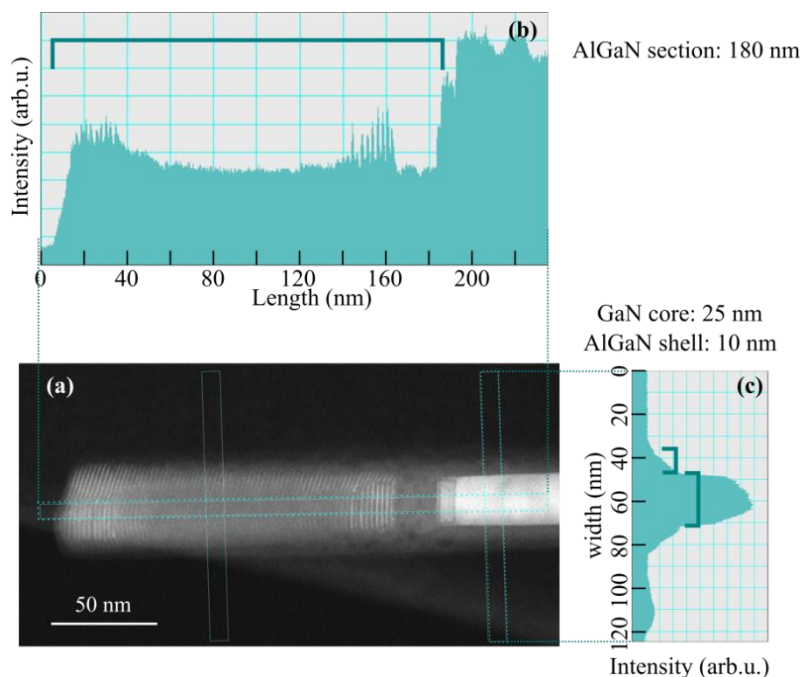 (b)
AlGaN section: 180 nm
Intensity (arb.u.)
0 40 80 120 160 200
Length (nm)
GaN core: 25 nm
AlGaN shell: 10 nm
(a)
(c)
0
20
40
60
80
100
120
width (nm)
50 nm
Intensity (arb.u.)